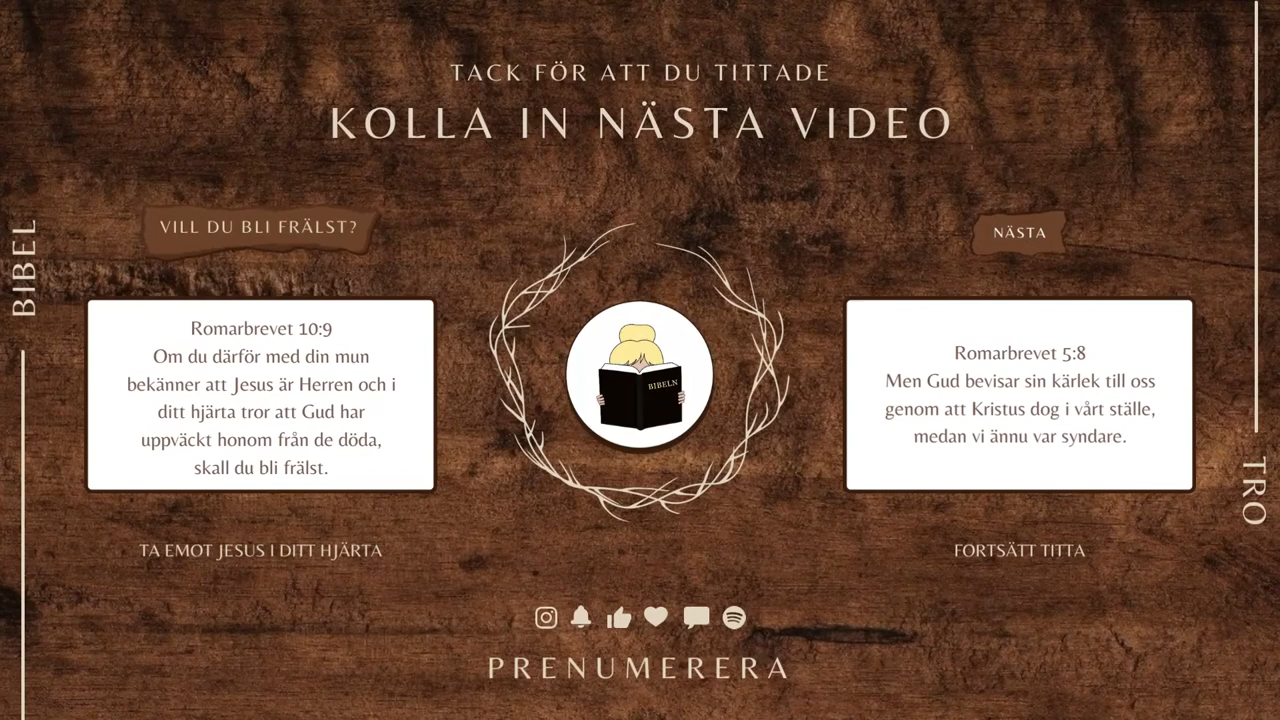 TACK FÖR ATT DU TITTADE
KOLLA IN NÄSTA VIDEO
BIBEL
VILL DU BLI FRÄLST?
Romarbrevet 10:9
Om du därför med din mun
bekänner att Jesus är Herren och i
ditt hjärta tror att Gud har
uppväckt honom från de döda,
skall du bli frälst.
TA EMOT JESUS I DITT HJÄRTA
BIBELN
NÄSTA
Romarbrevet 5:8
Men Gud bevisar sin kärlek till oss
genom att Kristus dog i vårt ställe,
medan vi ännu var syndare.
FORTSÄTT TITTA
TRO
PRENUMERERA